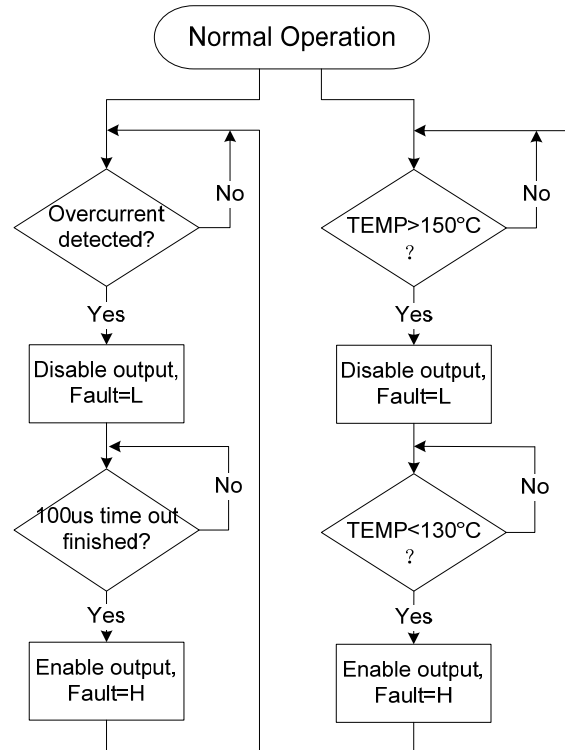 Normal Operation
Overcurrent
detected?
No
Yes
Disable output,
Fault=L
100us time out
finished?
No
Yes
Enable output,
Fault=H
TEMP>150°C
?
No
Yes
Disable output,
Fault=L
TEMP<130°C
?
No
Yes
Enable output,
Fault=H